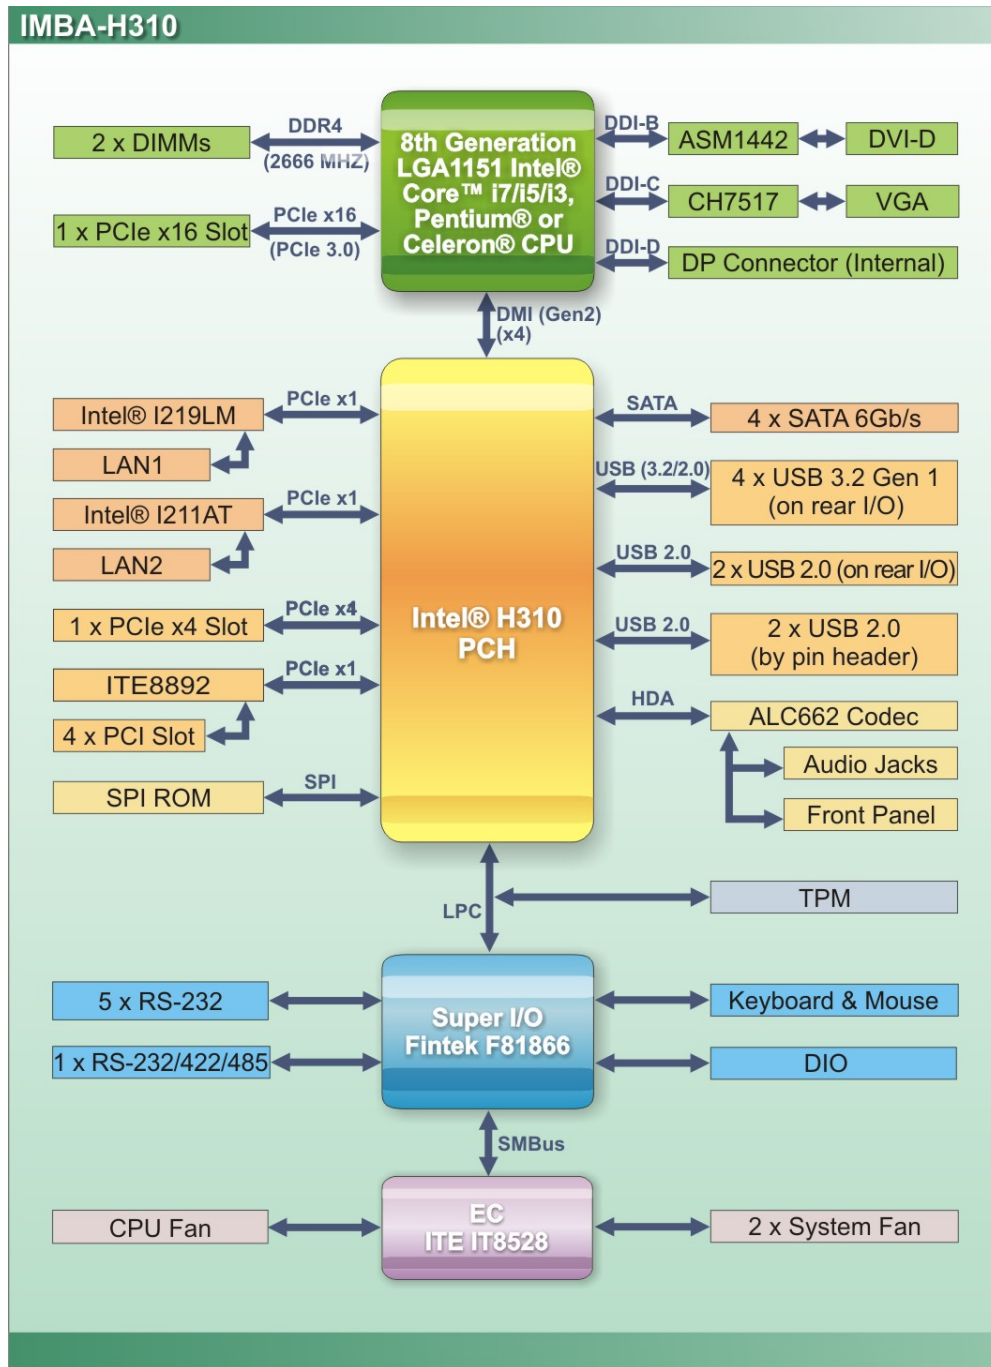 IMBA-H310
2 x DIMMs
DDR4
(2666 MHZ)
1 x PCIe x16 Slot
PCIe x16
(PCIe 3.0)
8th Generation
LGA1151 Intel®
Core™ i7/i5/i3,
Pentium® or
Celeron® CPU
DDI-B
ASM1442
DVI-D
DDI-C
CH7517
VGA
DDI-D
DP Connector (Internal)
DMI (Gen2)
(x4)
Intel® I219LM
PCIe x1
LAN1
Intel® I211AT
PCIe x1
LAN2
1 x PCIe x4 Slot
PCIe x4
ITE8892
PCIe x1
4 x PCI Slot
SPI ROM
SPI
Intel® H310
PCH
SATA
4 x SATA 6Gb/s
USB (3.2/2.0)
4 x USB 3.2 Gen 1
(on rear I/O)
USB 2.0
2 x USB 2.0 (on rear I/O)
USB 2.0
2 x USB 2.0
(by pin header)
HDA
ALC662 Codec
Audio Jacks
Front Panel
LPC
TPM
5 x RS-232
1 x RS-232/422/485
Super I/O
Fintek F81866
Keyboard & Mouse
DIO
SMBus
CPU Fan
EC
ITE IT8528
2 x System Fan